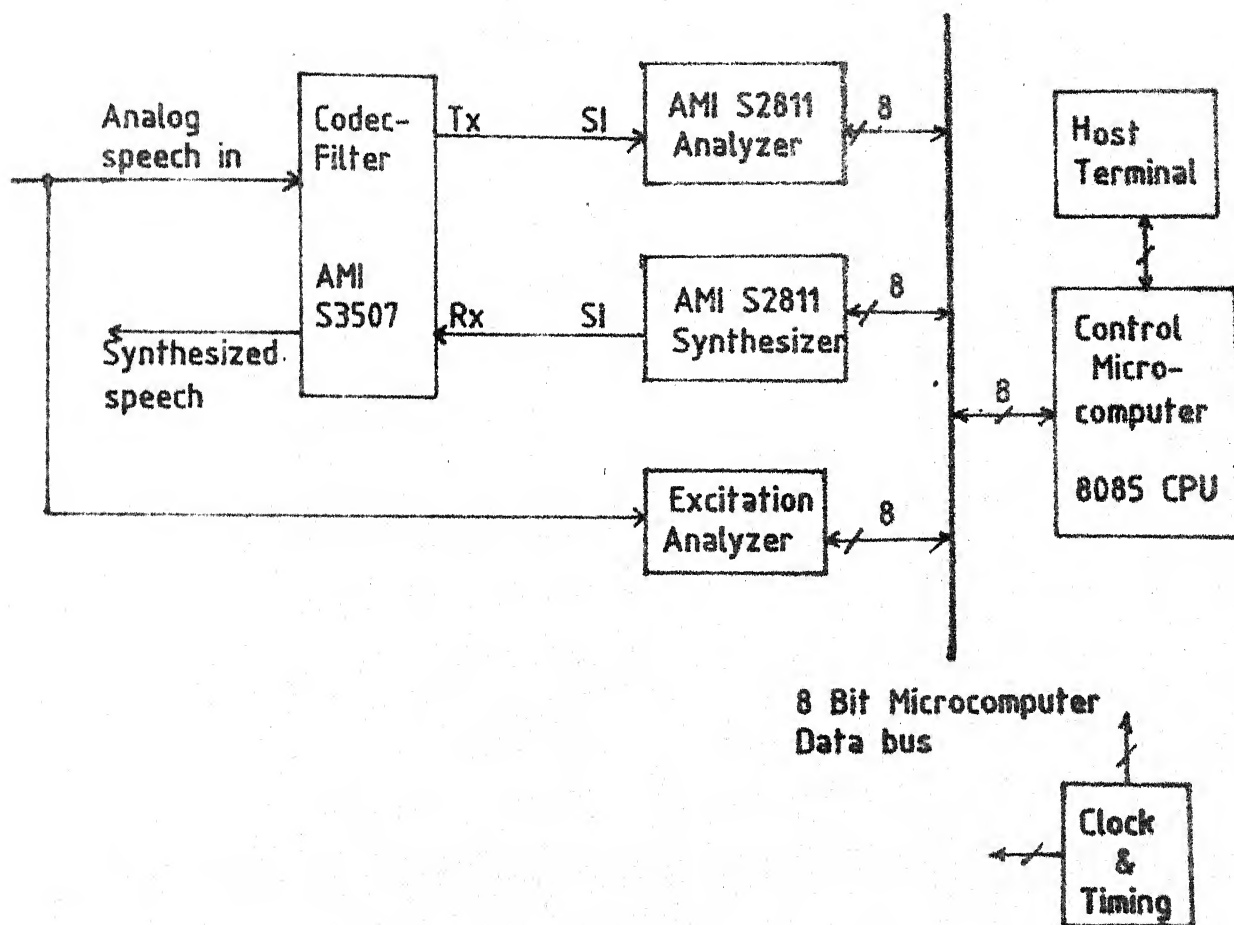 Analog
speech in
Codec-
Filter
AMI
S3507
Tx
SI
AMI S2811
Analyzer
8
Host
Terminal
Synthesized
speech
Rx
SI
AMI S2811
Synthesizer
8
Control
Micro-
computer
8085 CPU
8
Excitation
Analyzer
8
8 Bit Microcomputer
Data bus
Clock
&
Timing